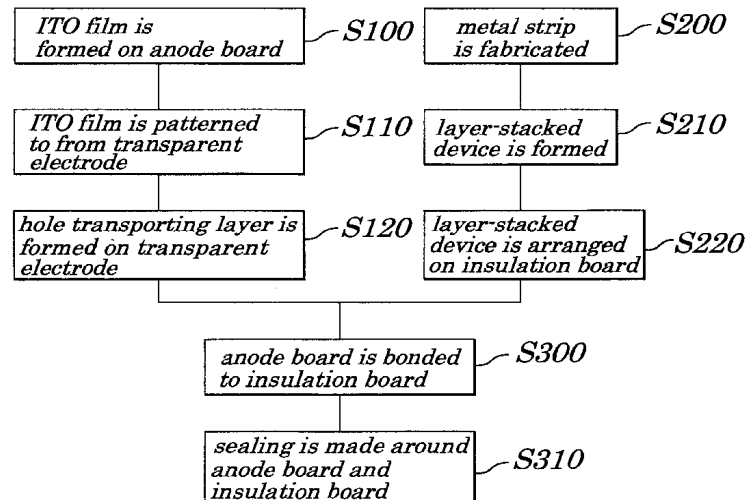 ITO film is
formed on anode board
S100
ITO film is patterned
to from transparent
electrode
S110
hole transporting layer is
formed on transparent
electrode
S120
metal strip
is fabricated
S200
layer-stacked
device is formed
S210
layer-stacked
device is arranged
on insulation board
S220
anode board is bonded
to insulation board
S300
sealing is made around
anode board and
insulation board
S310